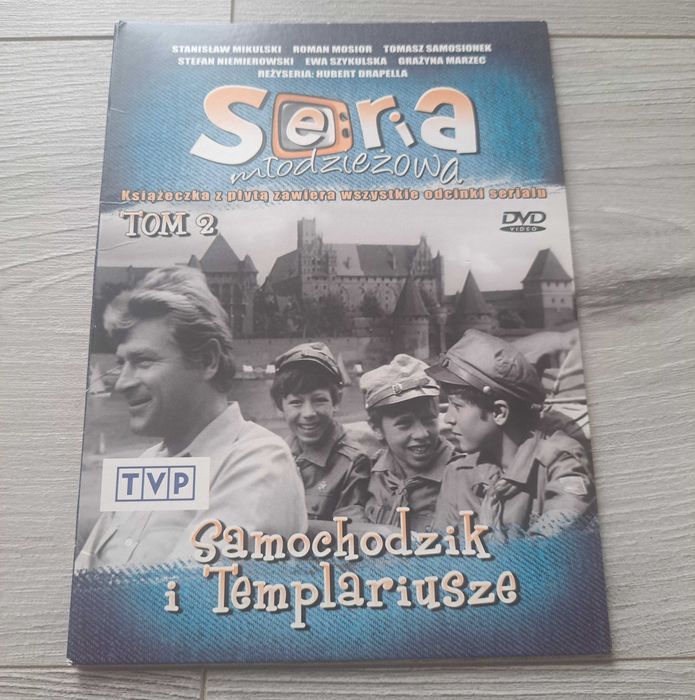 STANISŁAW MIKULSKI ROMAN MOSIOR TOMASZ SAMOSIONEK
STEFAN NIEMIEROWSKI EWA SZYKULSKA GRAŻYNA MARZEC
REŻYSERIA: HUBERT DRAPELLA
Seria
młodzieżowa
Książeczka z płytą zawiera wszystkie odcinki serialu
TOM 2
DVD
VIDEO
TVP
Samochodzik
i Templariusze